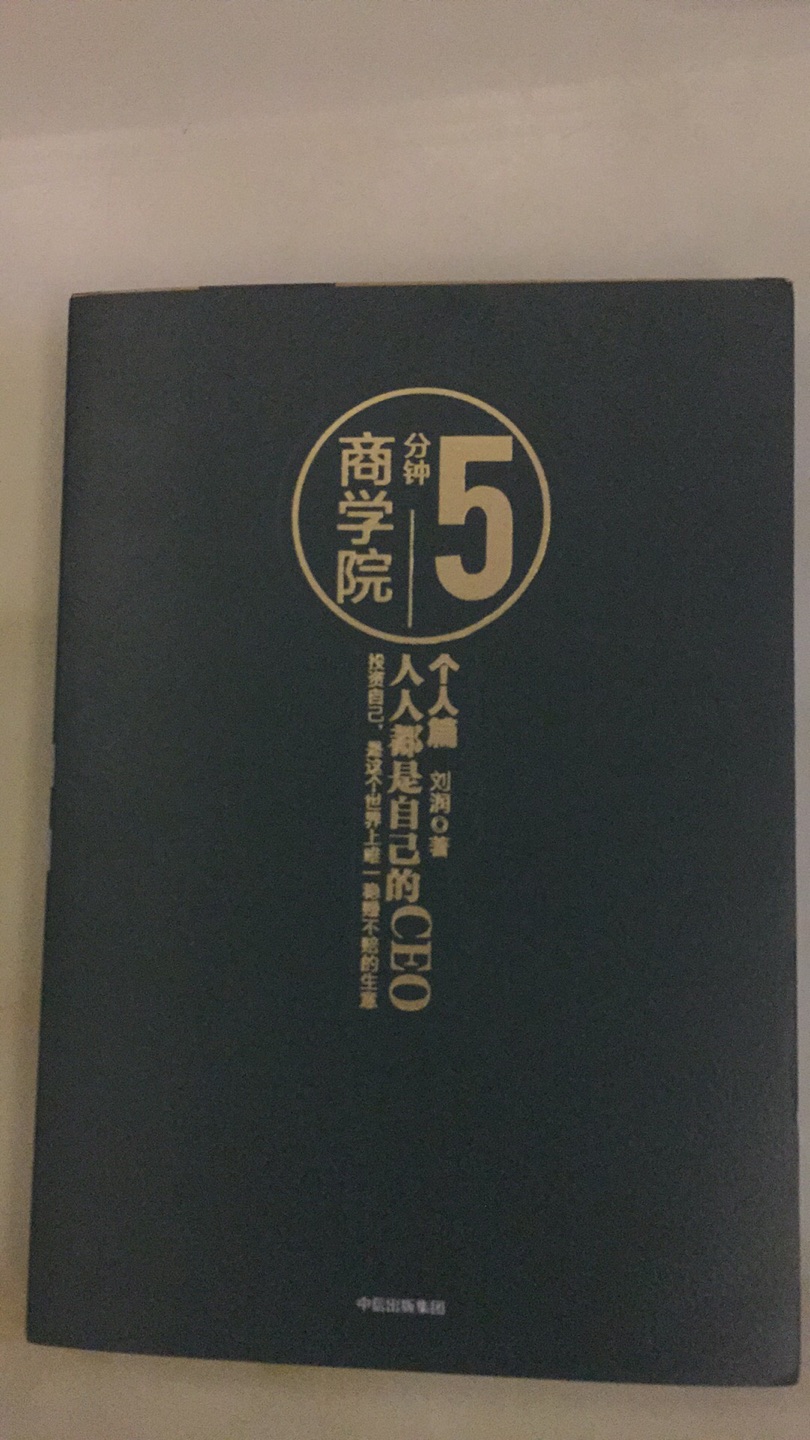 5
分钟
商学院
个人篇 刘润◎著
人人都是自己的CEO
投资自己，是这个世界上唯一稳赚不赔的生意
中信出版集团